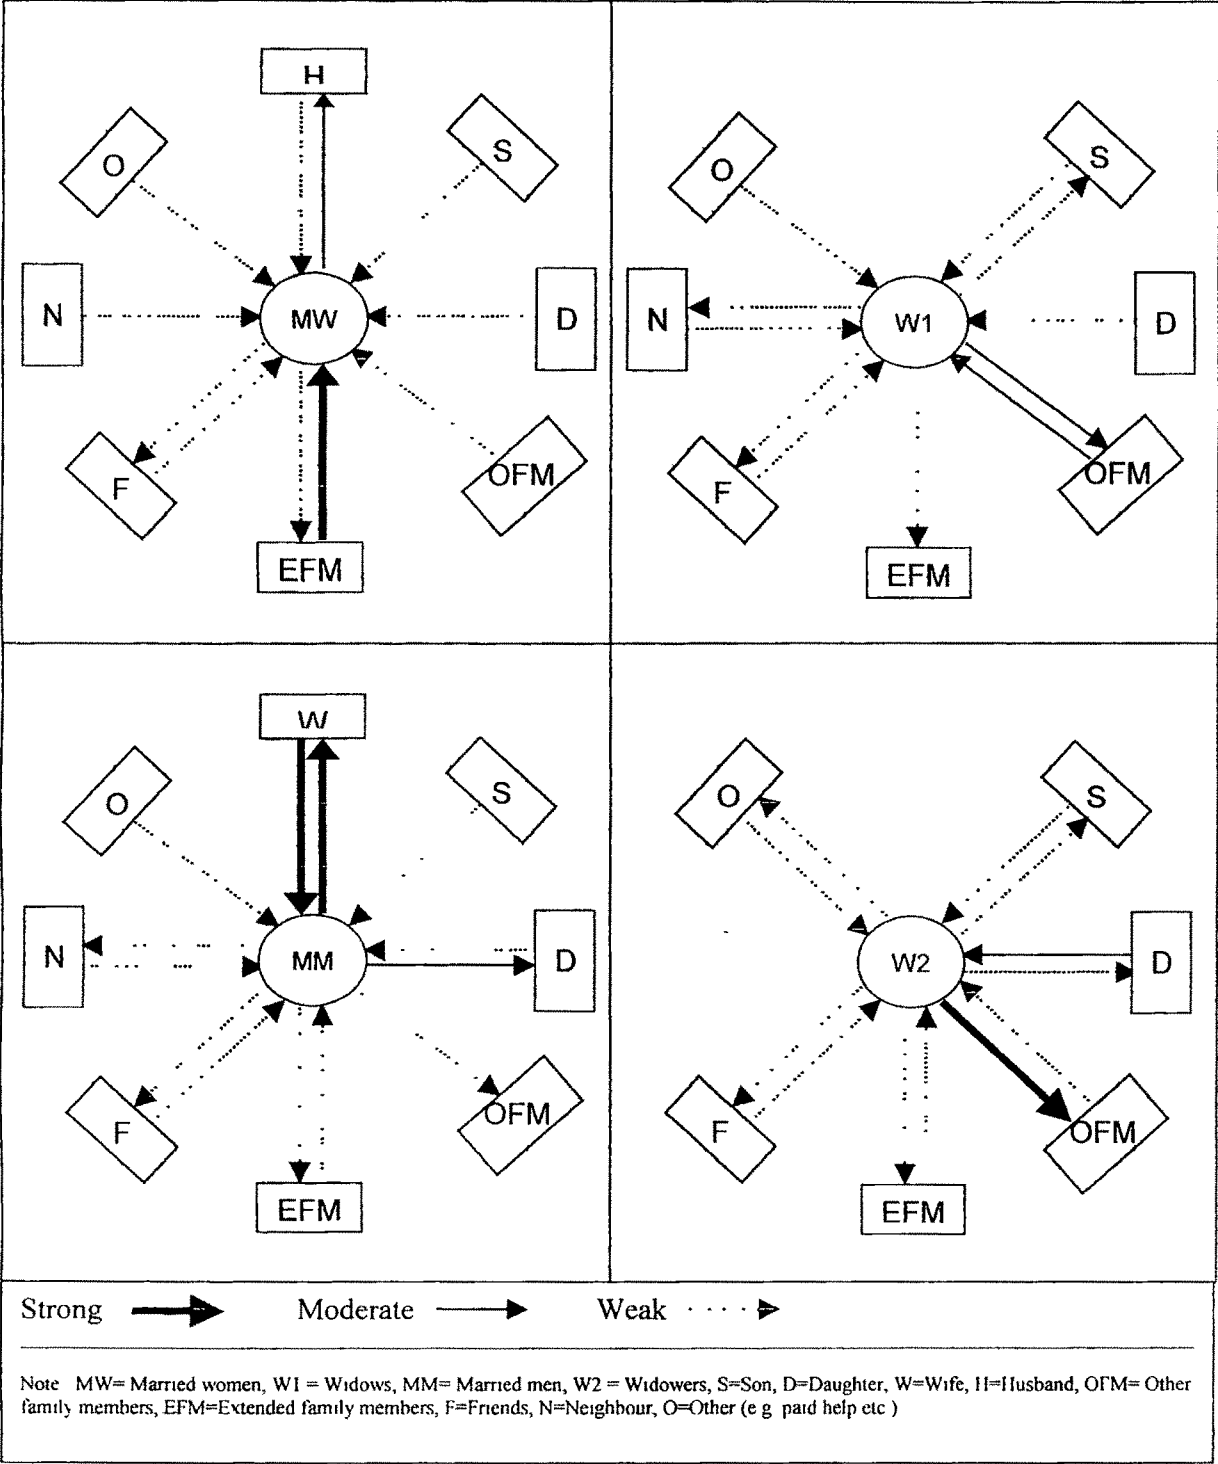 H
O
S
N
MW
D
F
OFM
EFM
O
S
N
W1
D
F
OFM
EFM
W
O
S
N
MM
D
F
OFM
EFM
O
S
W2
D
F
OFM
EFM
Strong Moderate Weak
Note MW= Married women, W1 = Widows, MM= Married men, W2 = Widowers, S=Son, D=Daughter, W=Wife, H=Husband, OFM= Other
family members, EFM=Extended family members, F=Friends, N=Neighbour, O=Other (e g paid help etc )